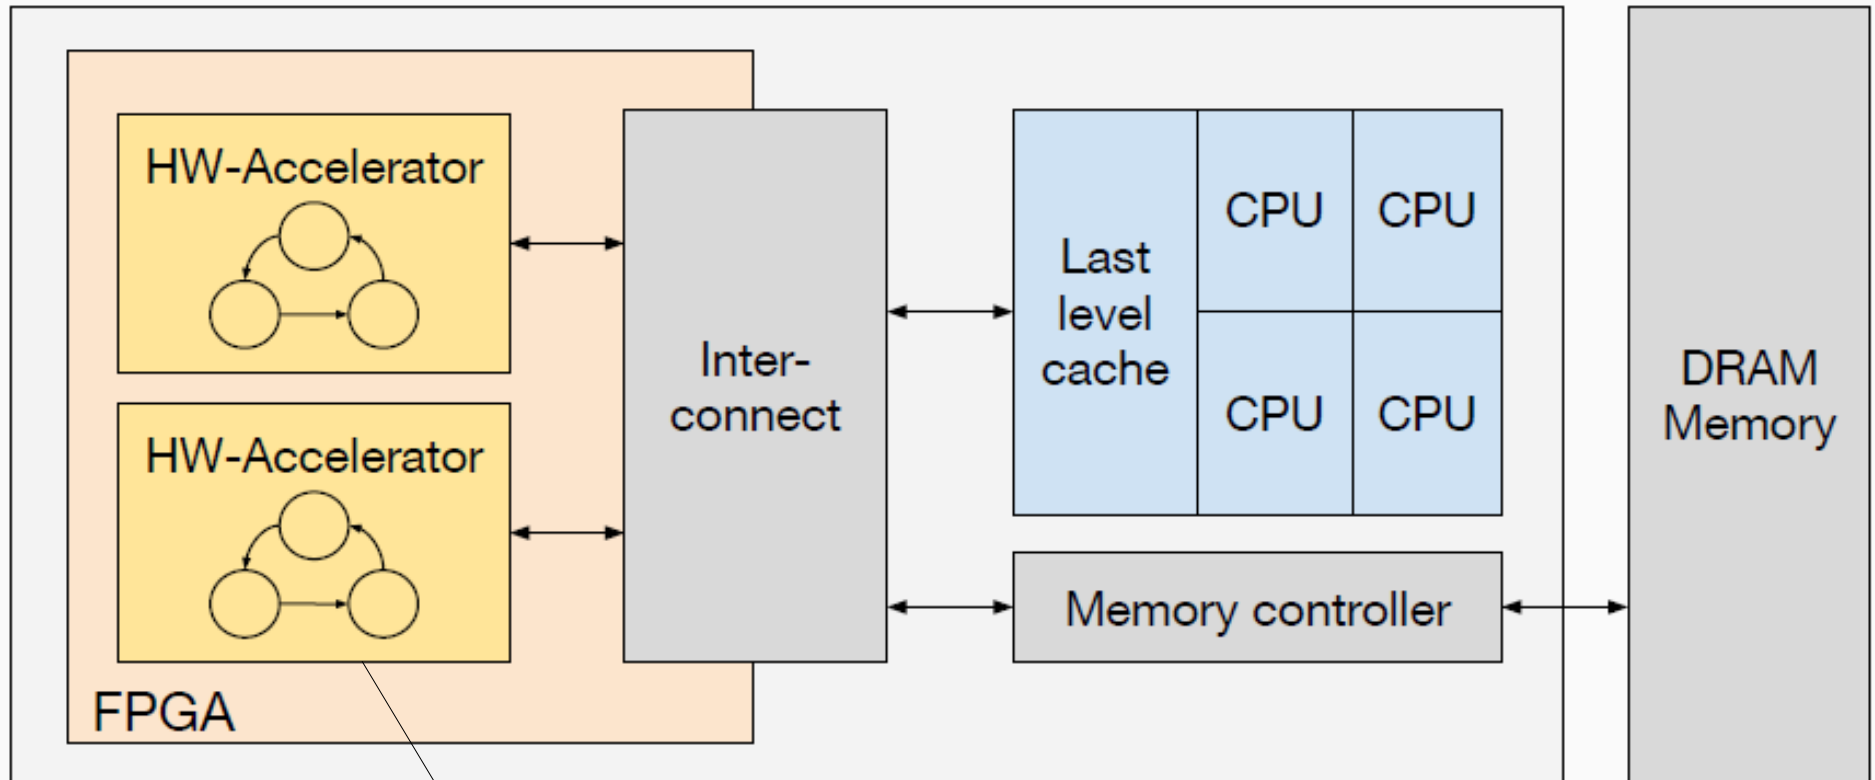 HW-Accelerator
HW-Accelerator
FPGA
Inter-
connect
Last
level
cache
CPU
CPU
CPU
CPU
Memory controller
DRAM
Memory